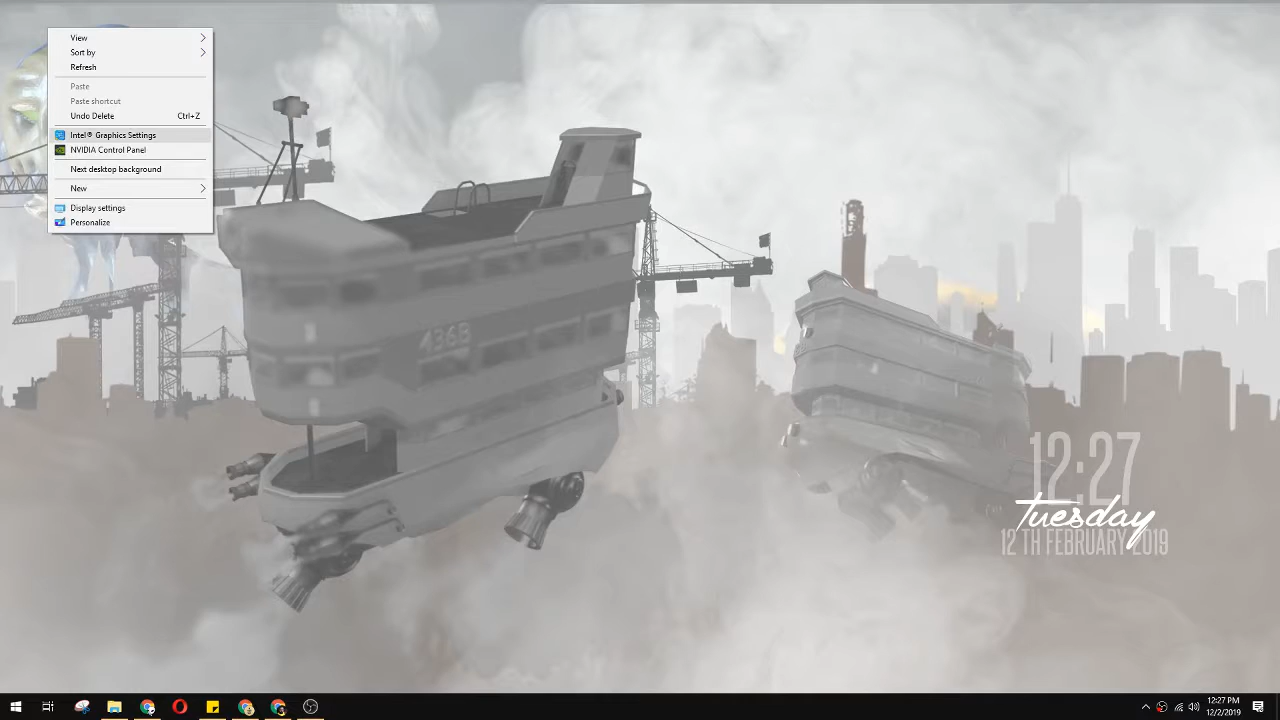 View
Sort by
Refresh
Paste
Paste shortcut
Undo Delete Ctrl+Z
Intel® Graphics Settings
NVIDIA Control Panel
Next desktop background
New
Display settings
Personalize
436B
12:27
Tuesday
12 TH FEBRUARY 2019
12:27 PM
12/2/2019